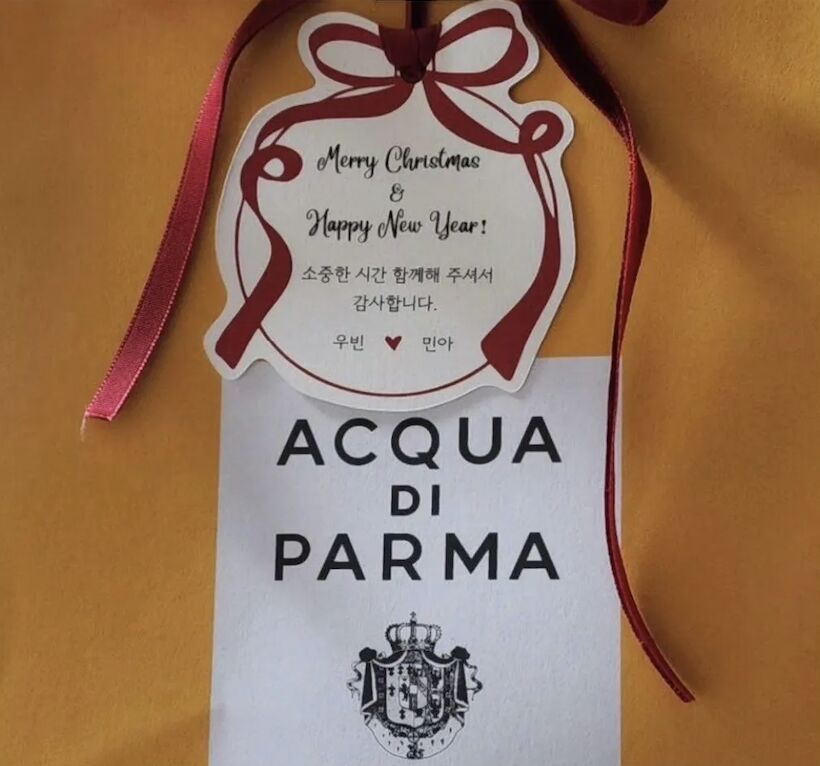 Merry Christmas
&
Happy New Year!
소중한 시간 함께해 주셔서
감사합니다.
우빈 ♥ 민아
ACQUA
DI
PARMA